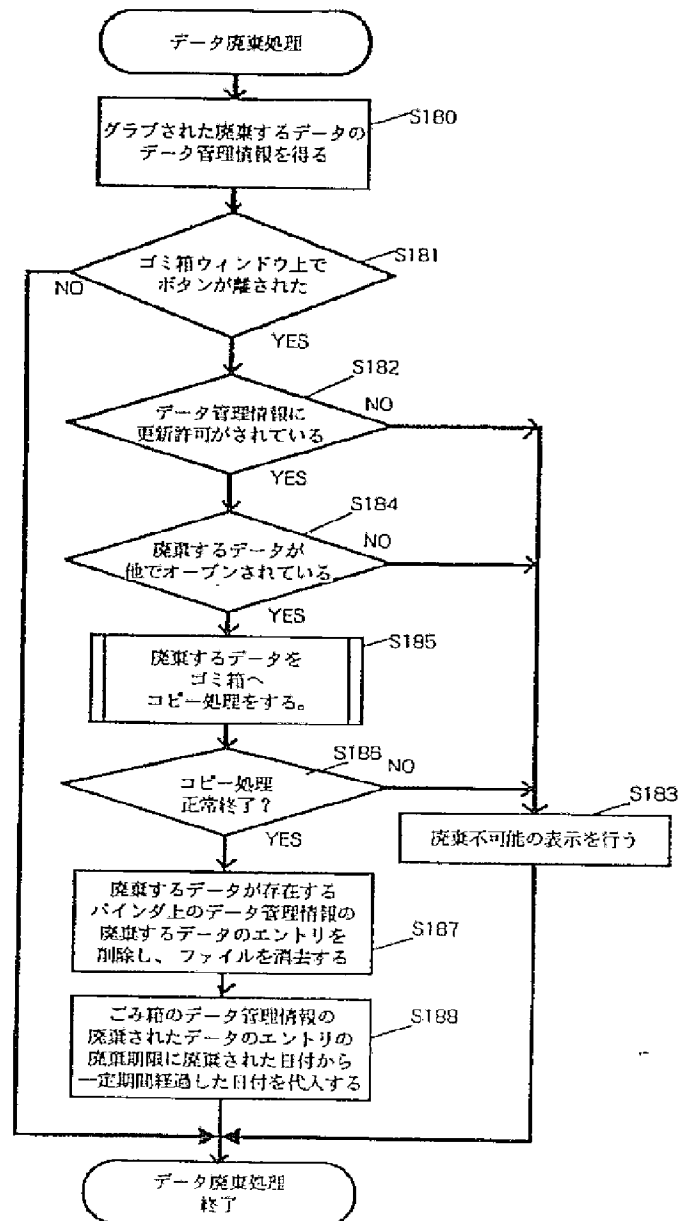 データ廃棄処理
S180
グラブされた廃棄するデータの
データ管理情報を得る
S181
ゴミ箱ウィンドウ上で
ボタンが離された
NO
YES
S182
データ管理情報に
更新許可がされている
NO
YES
S184
廃棄するデータが
他でオープンされている
NO
YES
S185
廃棄するデータを
ゴミ箱へ
コピー処理をする。
S186
コピー処理
正常終了?
NO
YES
S183
廃棄不可能の表示を行う
廃棄するデータが存在する
バインダ上のデータ管理情報の
廃棄するデータのエントリを
削除し、ファイルを消去する
S187
ごみ箱のデータ管理情報の
廃棄されたデータのエントリの
廃棄期限に廃棄された日付から
一定期間経過した日付を代入する
S188
データ廃棄処理
終了